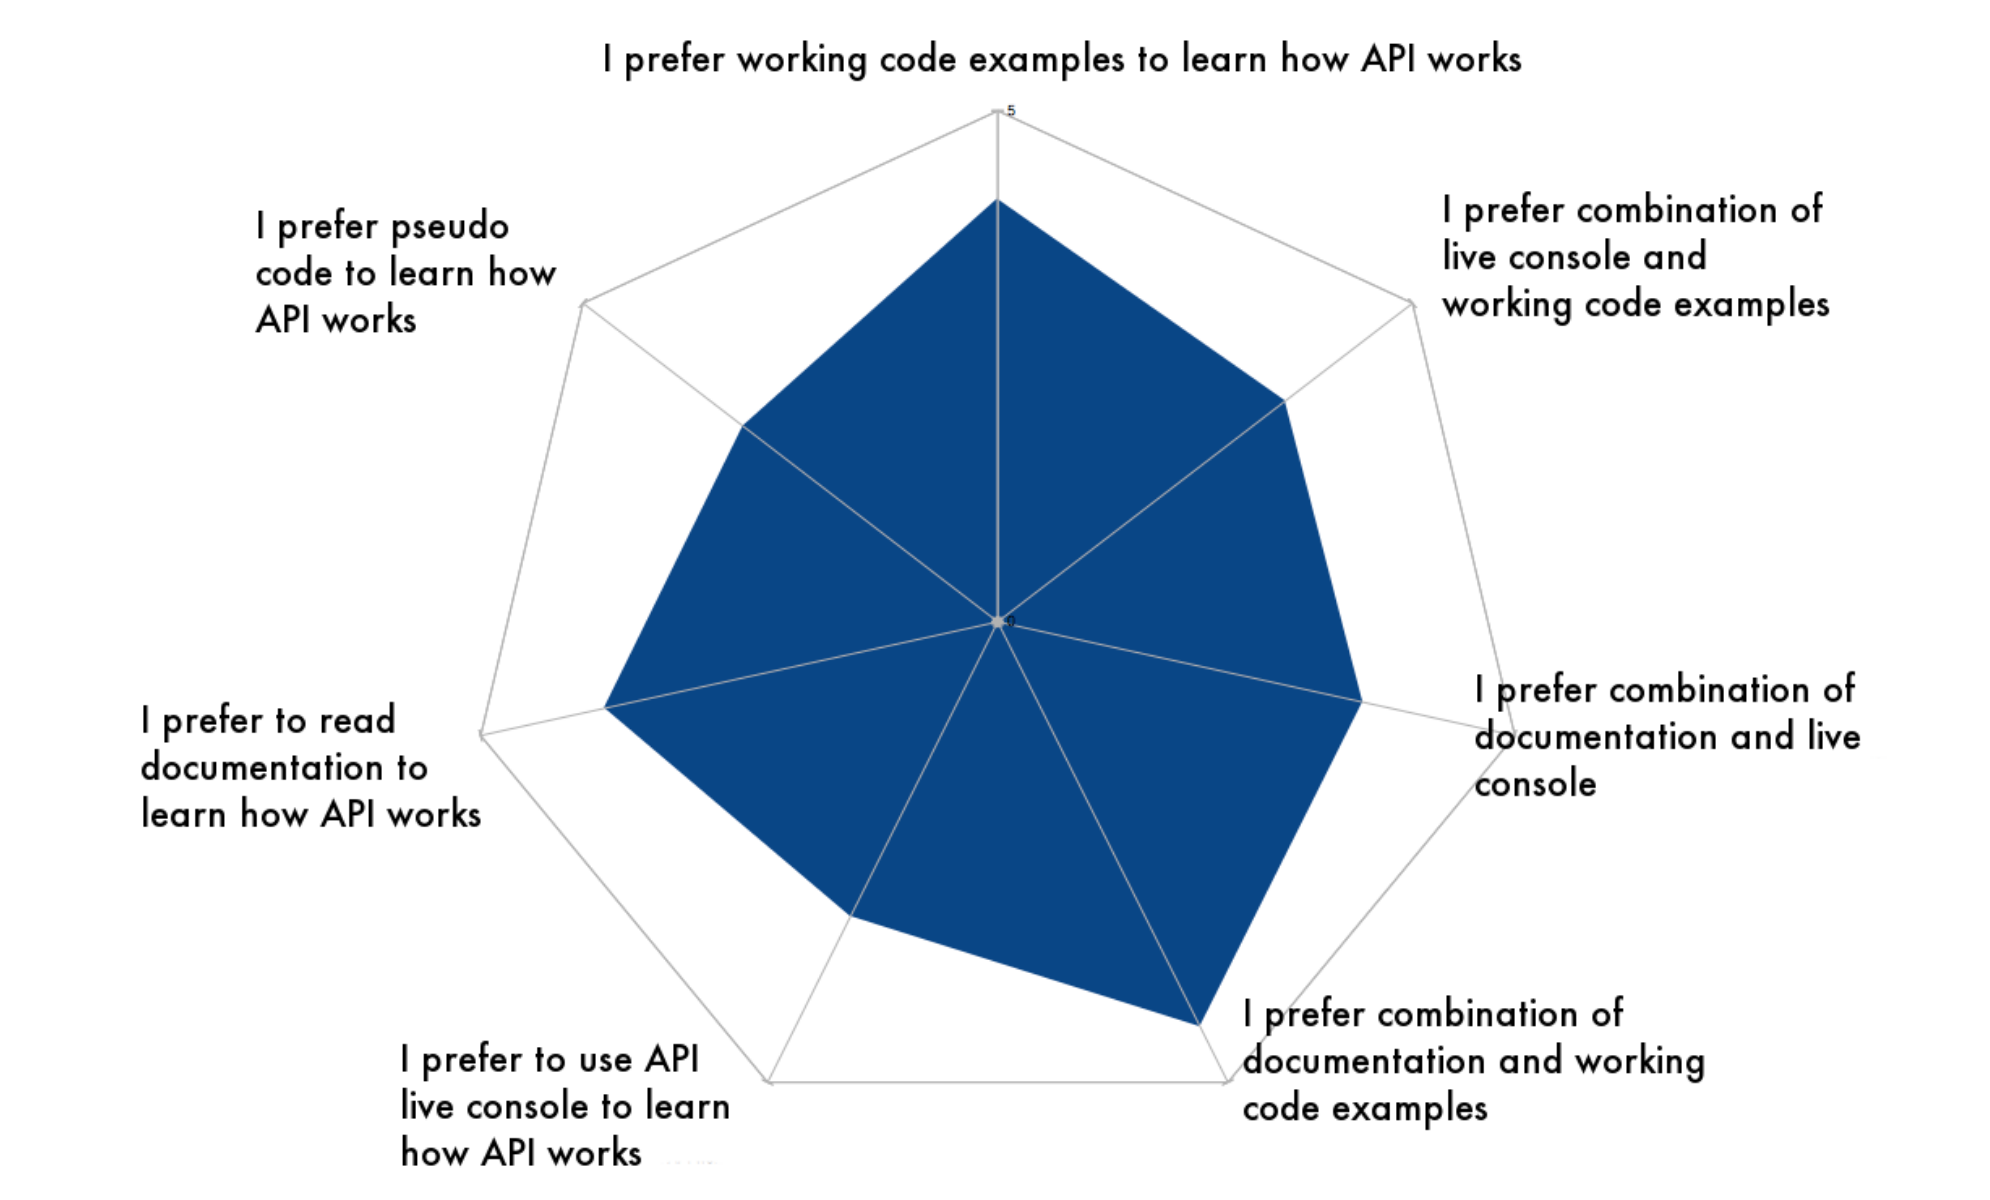 I prefer working code examples to learn how API works
5
I prefer pseudo
code to learn how
API works
I prefer combination of
live console and
working code examples
0
I prefer combination of
documentation and live
console
I prefer to read
documentation to
learn how API works
I prefer combination of
documentation and working
code examples
I prefer to use API
live console to learn
how API works